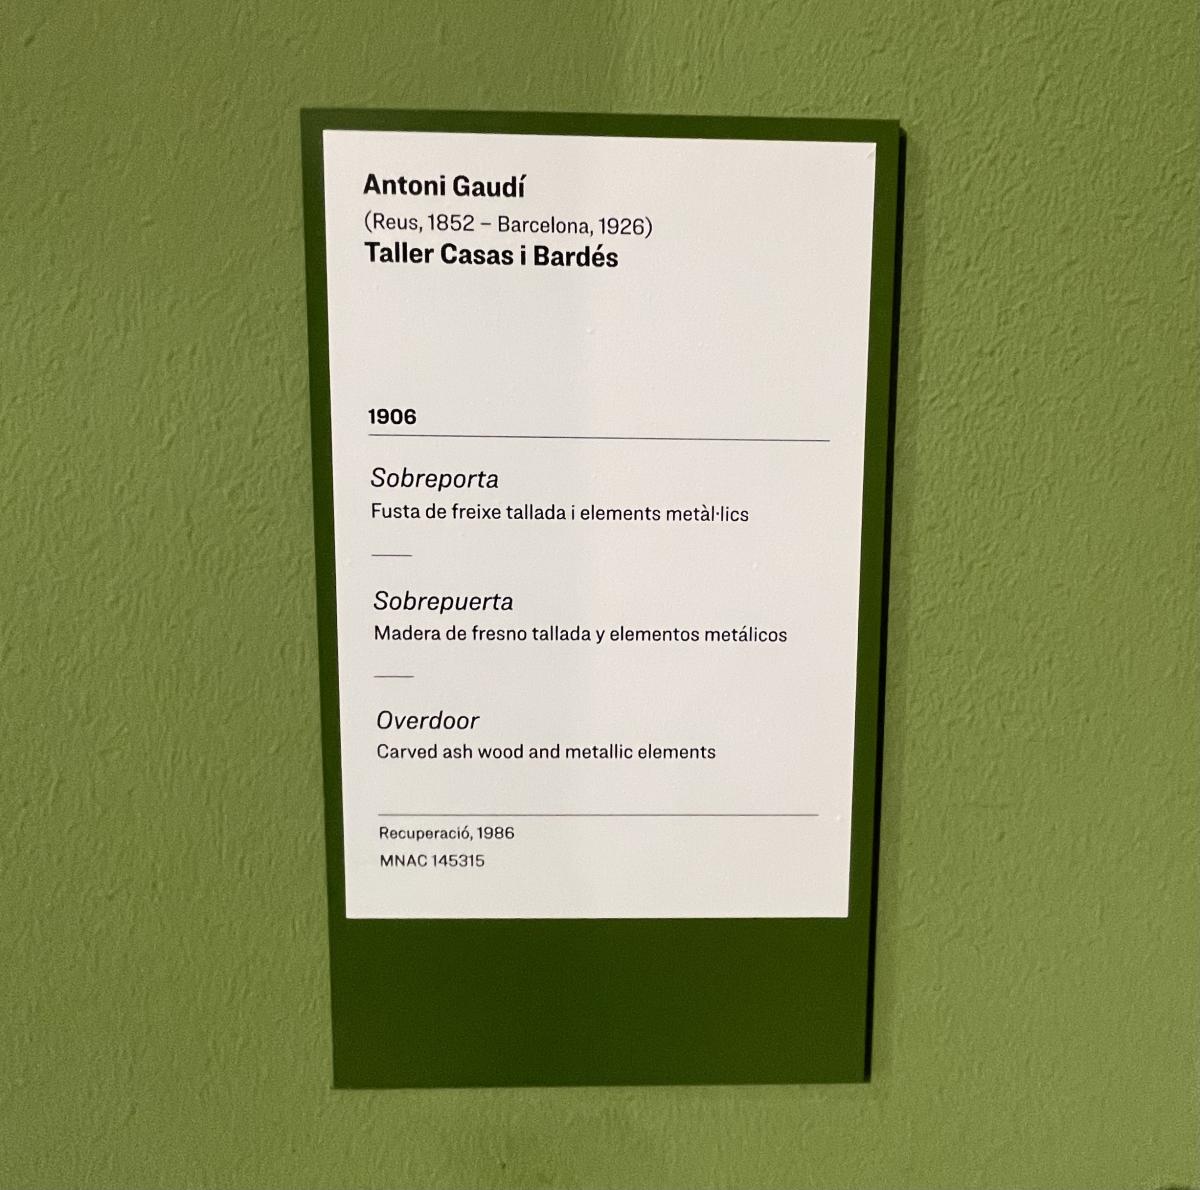 Antoni Gaudí
(Reus, 1852 – Barcelona, 1926)
Taller Casas i Bardés
1906
Sobreporta
Fusta de freixe tallada i elements metàl·lics
Sobrepuerta
Madera de fresno tallada y elementos metálicos
Overdoor
Carved ash wood and metallic elements
Recuperació, 1986
MNAC 145315